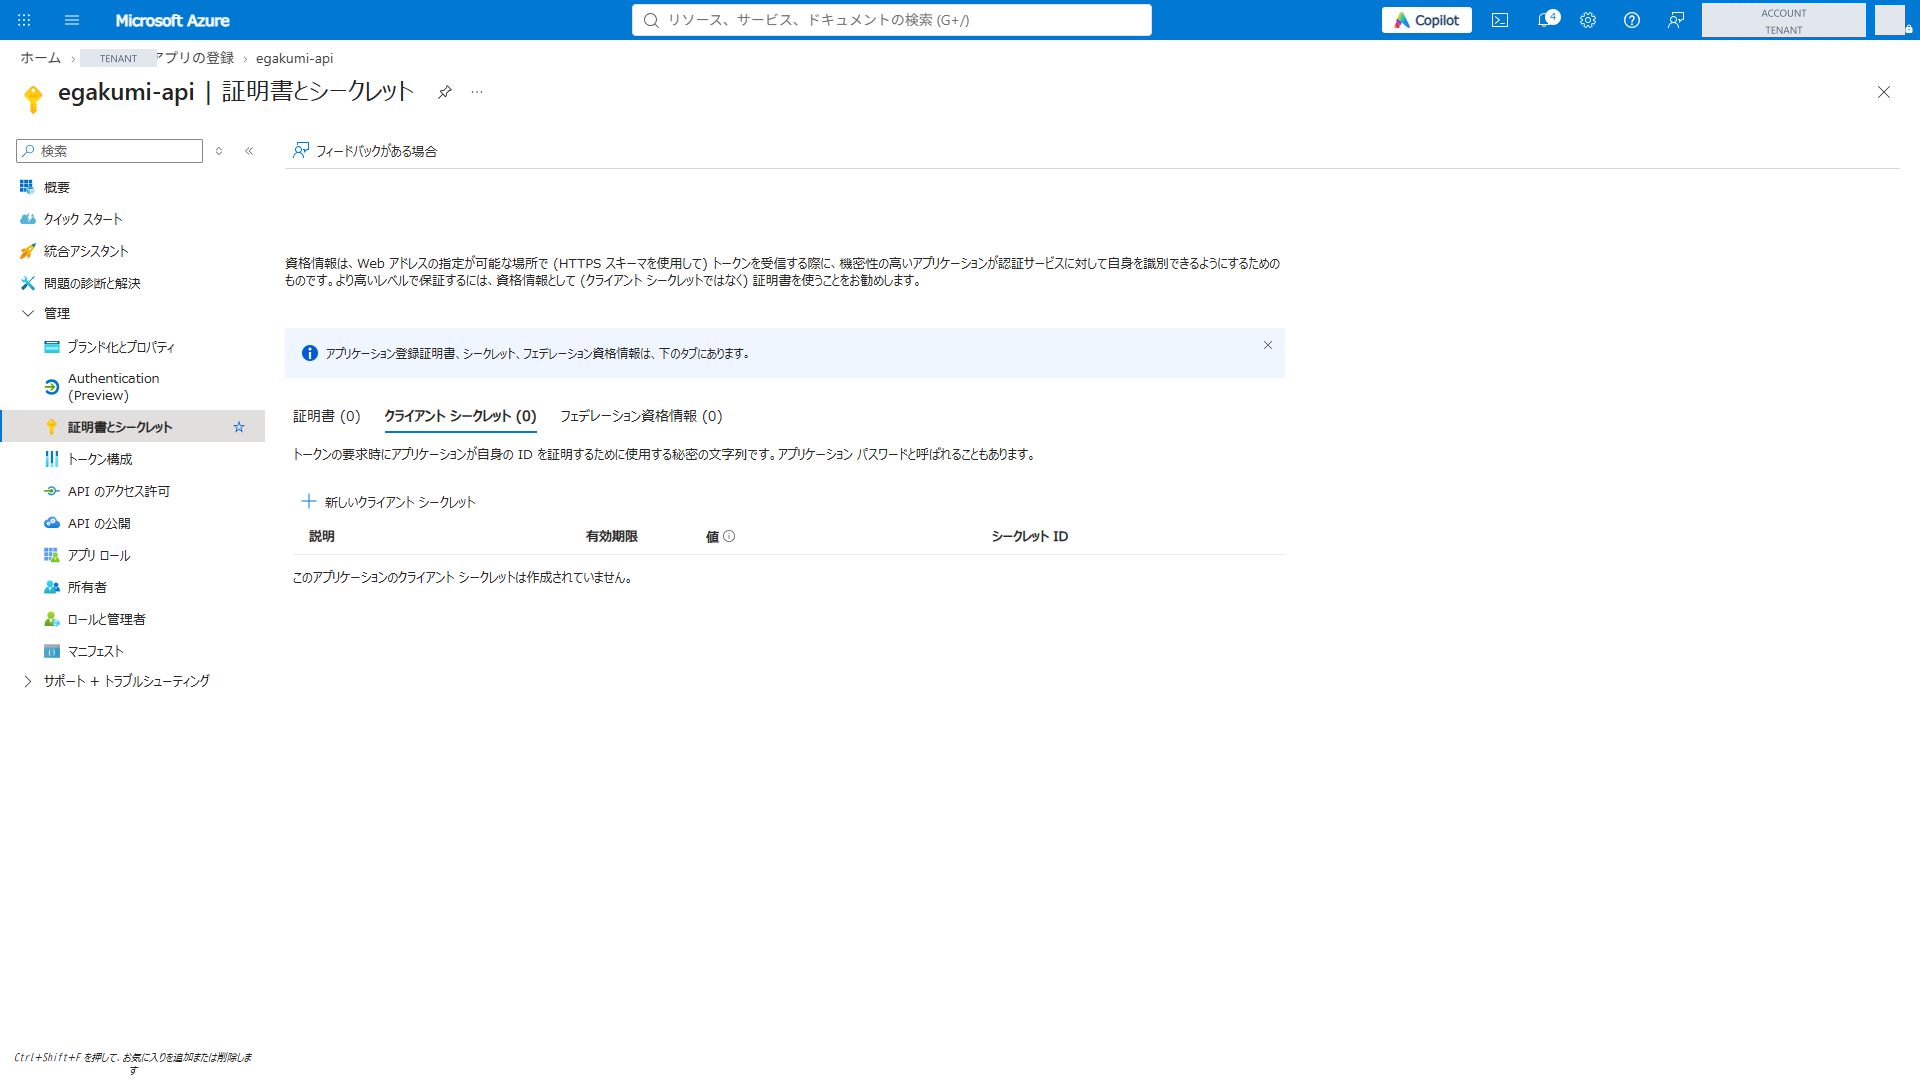 Microsoft Azure
リソース、サービス、ドキュメントの検索 (G+/)
Copilot
4
ACCOUNT
TENANT
ホーム
TENANT
アプリの登録
egakumi-api
egakumi-api | 証明書とシークレット
検索
フィードバックがある場合
概要
クイック スタート
統合アシスタント
問題の診断と解決
管理
ブランド化とプロパティ
Authentication
(Preview)
証明書とシークレット
トークン構成
API のアクセス許可
API の公開
アプリ ロール
所有者
ロールと管理者
マニフェスト
サポート + トラブルシューティング
資格情報は、Web アドレスの指定が可能な場所で (HTTPS スキーマを使用して) トークンを受信する際に、機密性の高いアプリケーションが認証サービスに対して自身を識別できるようにするための
ものです。より高いレベルで保証するには、資格情報として (クライアント シークレットではなく) 証明書を使うことをお勧めします。
アプリケーション登録証明書、シークレット、フェデレーション資格情報は、下のタブにあります。
証明書 (0)
クライアント シークレット (0)
フェデレーション資格情報 (0)
トークンの要求時にアプリケーションが自身の ID を証明するために使用する秘密の文字列です。アプリケーション パスワードと呼ばれることもあります。
新しいクライアント シークレット
説明
有効期限
値
シークレット ID
このアプリケーションのクライアント シークレットは作成されていません。
Ctrl+Shift+F を押して、お気に入りを追加または削除しま
す